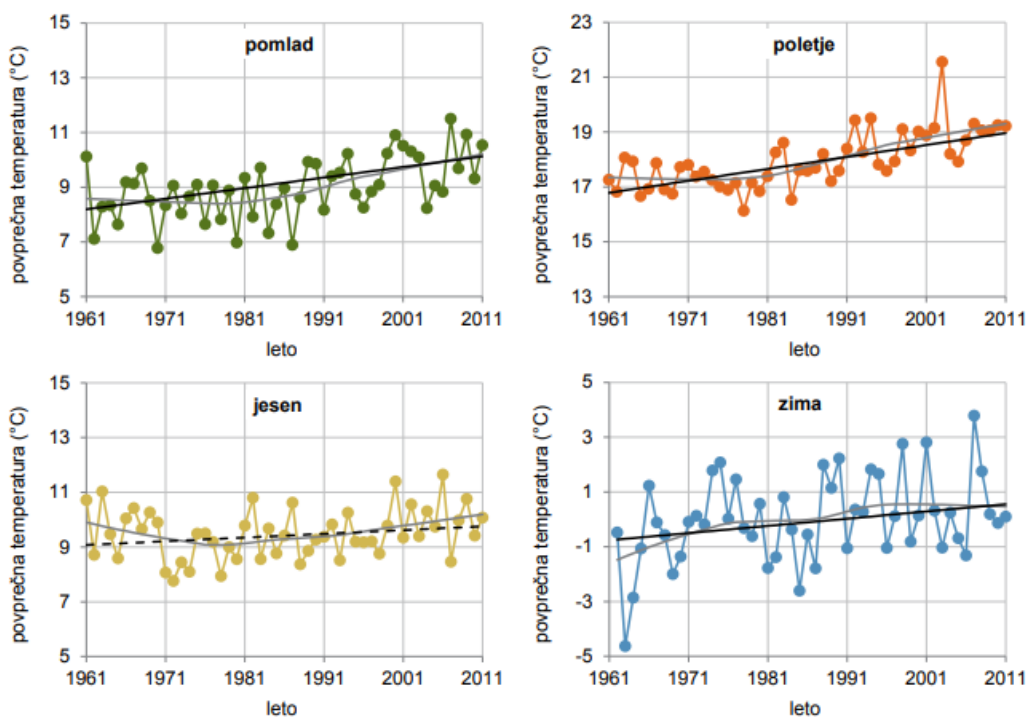 pomlad
povprečna temperatura (°C)
15
13
11
9
7
5
1961 1971 1981 1991 2001 2011
leto
poletje
povprečna temperatura (°C)
23
21
19
17
15
13
1961 1971 1981 1991 2001 2011
leto
jesen
povprečna temperatura (°C)
15
13
11
9
7
5
1961 1971 1981 1991 2001 2011
leto
zima
povprečna temperatura (°C)
5
3
1
-1
-3
-5
1961 1971 1981 1991 2001 2011
leto